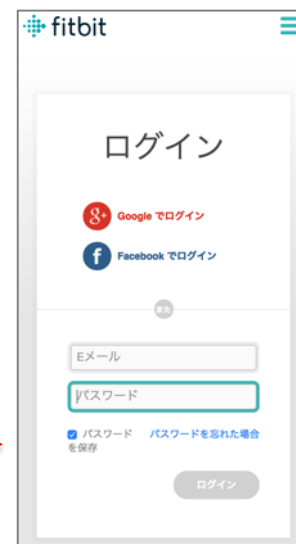 fitbit
ログイン
8+ Google でログイン
f Facebook でログイン
また
Eメール
パスワード
パスワード
を保存
パスワードを忘れた場合
ログイン